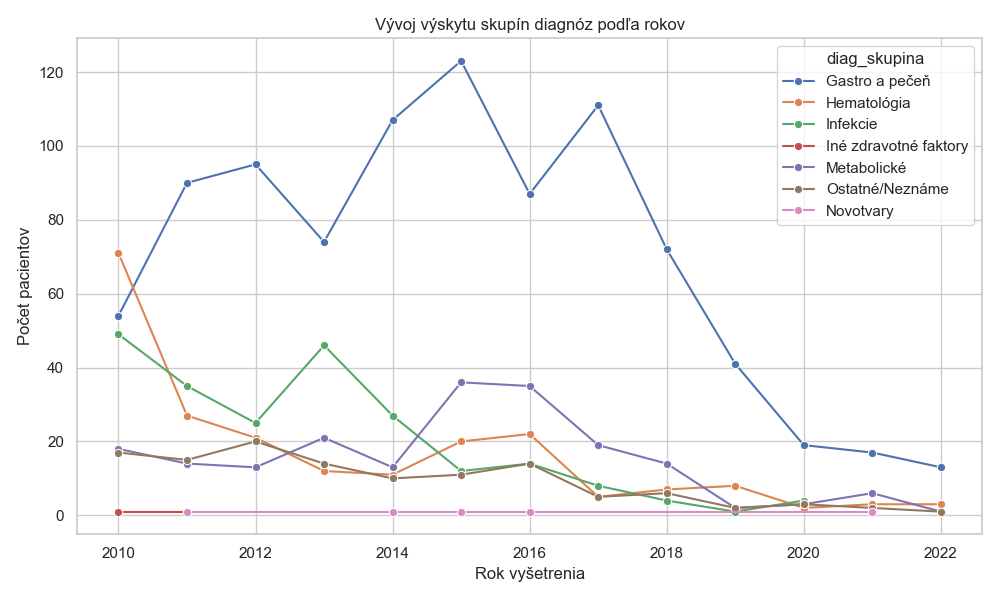 Vývoj výskytu skupín diagnóz podľa rokov
diag_skupina
Gastro a pečeň
Hematológia
Infekcie
Iné zdravotné faktory
Metabolické
Ostatné/Neznáme
Novotvary
Počet pacientov
120
100
80
60
40
20
0
2010
2012
2014
2016
2018
2020
2022
Rok vyšetrenia